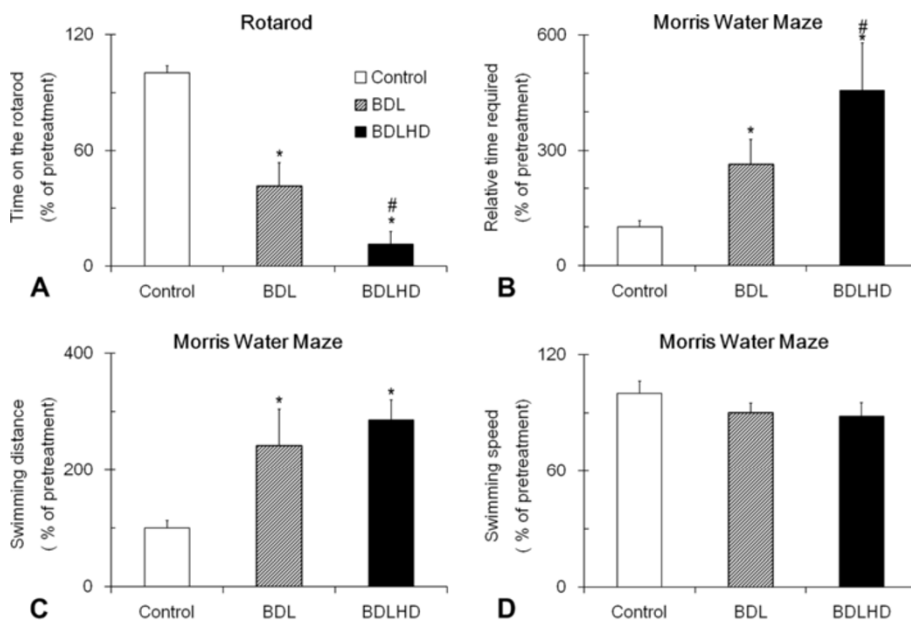 Rotarod
120
60
0
Time on the rotarod
(% of pretreatment)
Control
BDL
BDLHD
*
#
*
A
Control
BDL
BDLHD
Morris Water Maze
600
300
0
Relative time required
(% of pretreatment)
*
#
*
B
Control
BDL
BDLHD
Morris Water Maze
400
200
0
Swimming distance
( % of pretreatment)
*
*
C
Control
BDL
BDLHD
Morris Water Maze
120
60
0
Swimming speed
( % of pretreatment)
D
Control
BDL
BDLHD